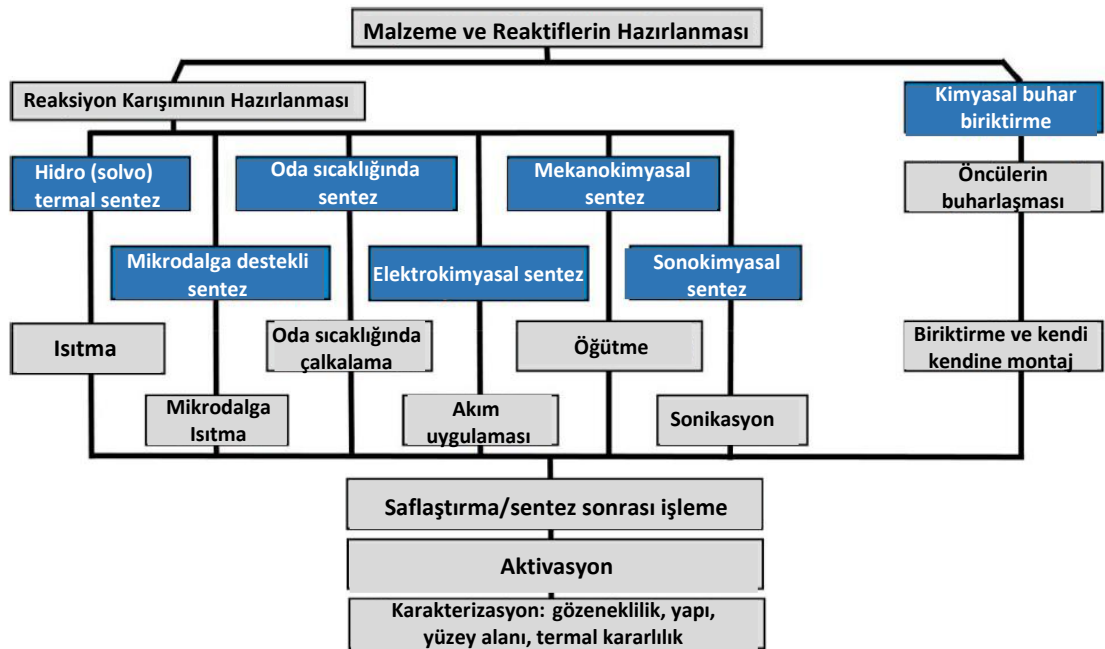 Malzeme ve Reaktiflerin Hazırlanması
Reaksiyon Karışımının Hazırlanması
Kimyasal buhar
biriktirme
Hidro (solvo)
termal sentez
Oda sıcaklığında
sentez
Mekanokimyasal
sentez
Öncülerin
buharlaşması
Mikrodalga destekli
sentez
Elektrokimyasal sentez
Sonokimyasal
sentez
Isıtma
Oda sıcaklığında
çalkalama
Öğütme
Biriktirme ve kendi
kendine montaj
Mikrodalga
Isıtma
Akım
uygulaması
Sonikasyon
Saflaştırma/sentez sonrası işleme
Aktivasyon
Karakterizasyon: gözeneklilik, yapı,
yüzey alanı, termal kararlılık